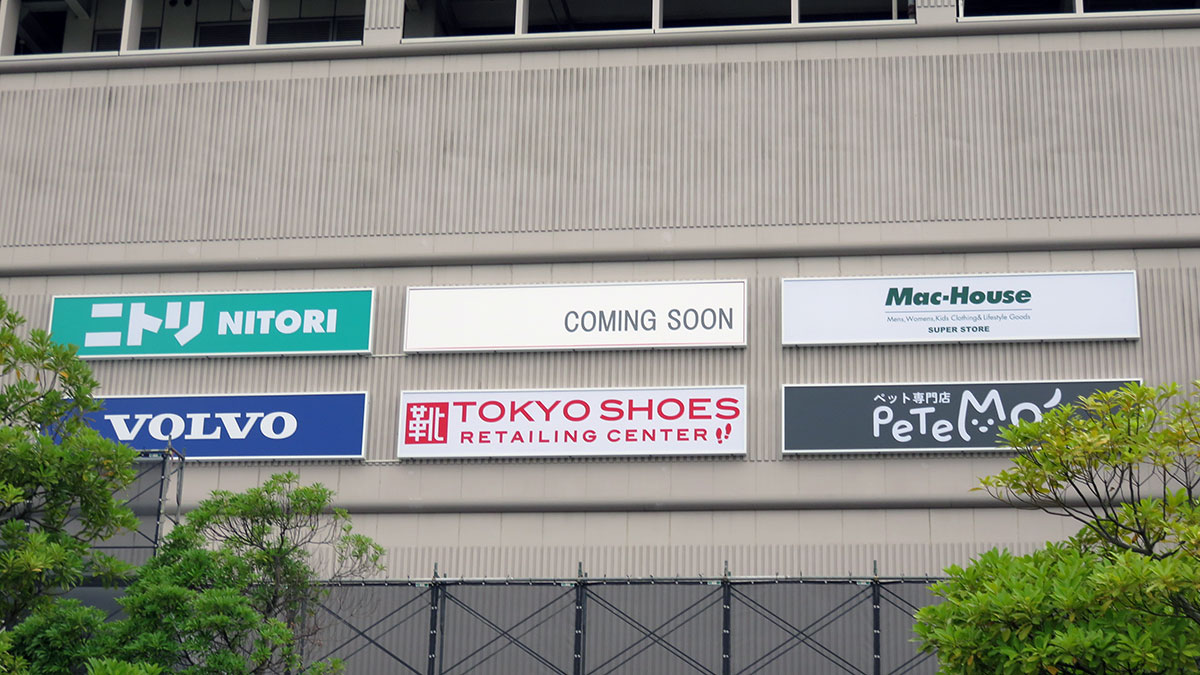 ニトリ NITORI
COMING SOON
Mac-House
Mens,Womens,Kids Clothing&Lifestyle Goods
SUPER STORE
VOLVO
靴 TOKYO SHOES
RETAILING CENTER
ペット専門店
PeTeMo